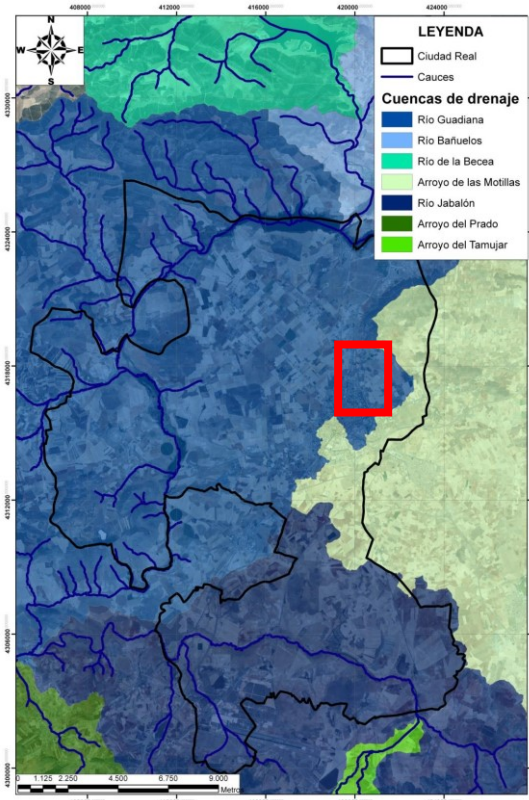 408000 412000 416000 420000 424000
N
W E
S
LEYENDA
Ciudad Real
Cauces
Cuencas de drenaje
Río Guadiana
Río Bañuelos
Río de la Becea
Arroyo de las Motillas
Río Jabalón
Arroyo del Prado
Arroyo del Tamujar
4330000
4324000
4318000
4312000
4306000
4300000
0 1.125 2.250 4.500 6.750 9.000
Metros